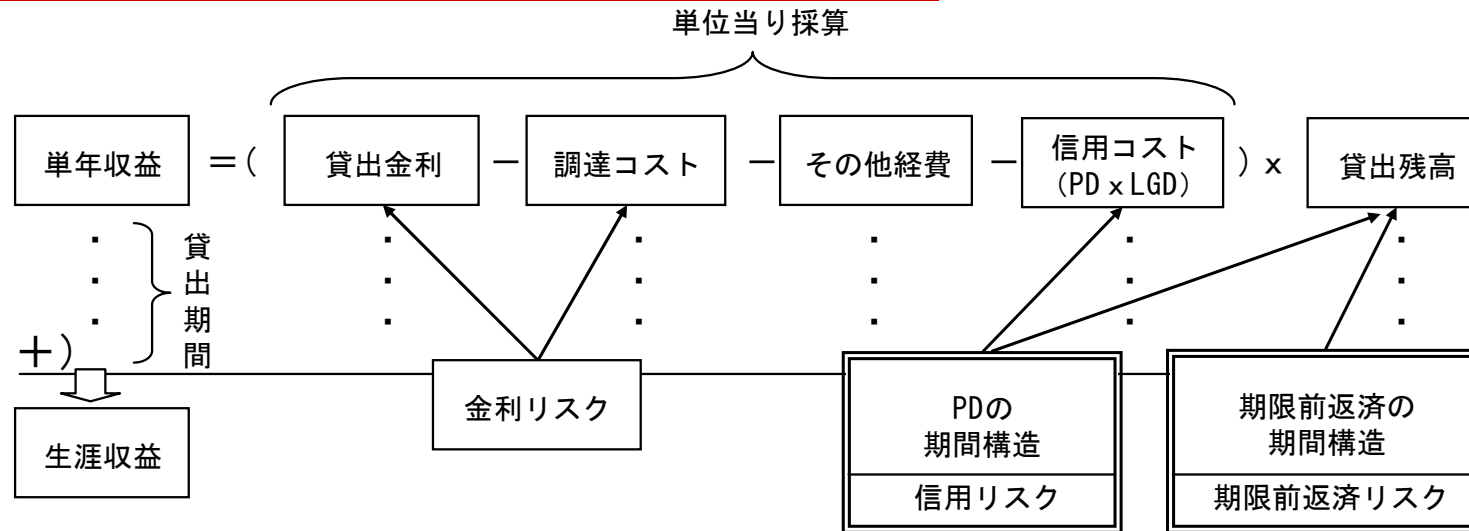 単位当り採算
単年収益 ＝( 貸出金利 － 調達コスト － その他経費 － 信用コスト (PD x LGD) ) x 貸出残高
貸出期間
＋)
生涯収益
金利リスク
PDの
期間構造
信用リスク
期限前返済の
期間構造
期限前返済リスク